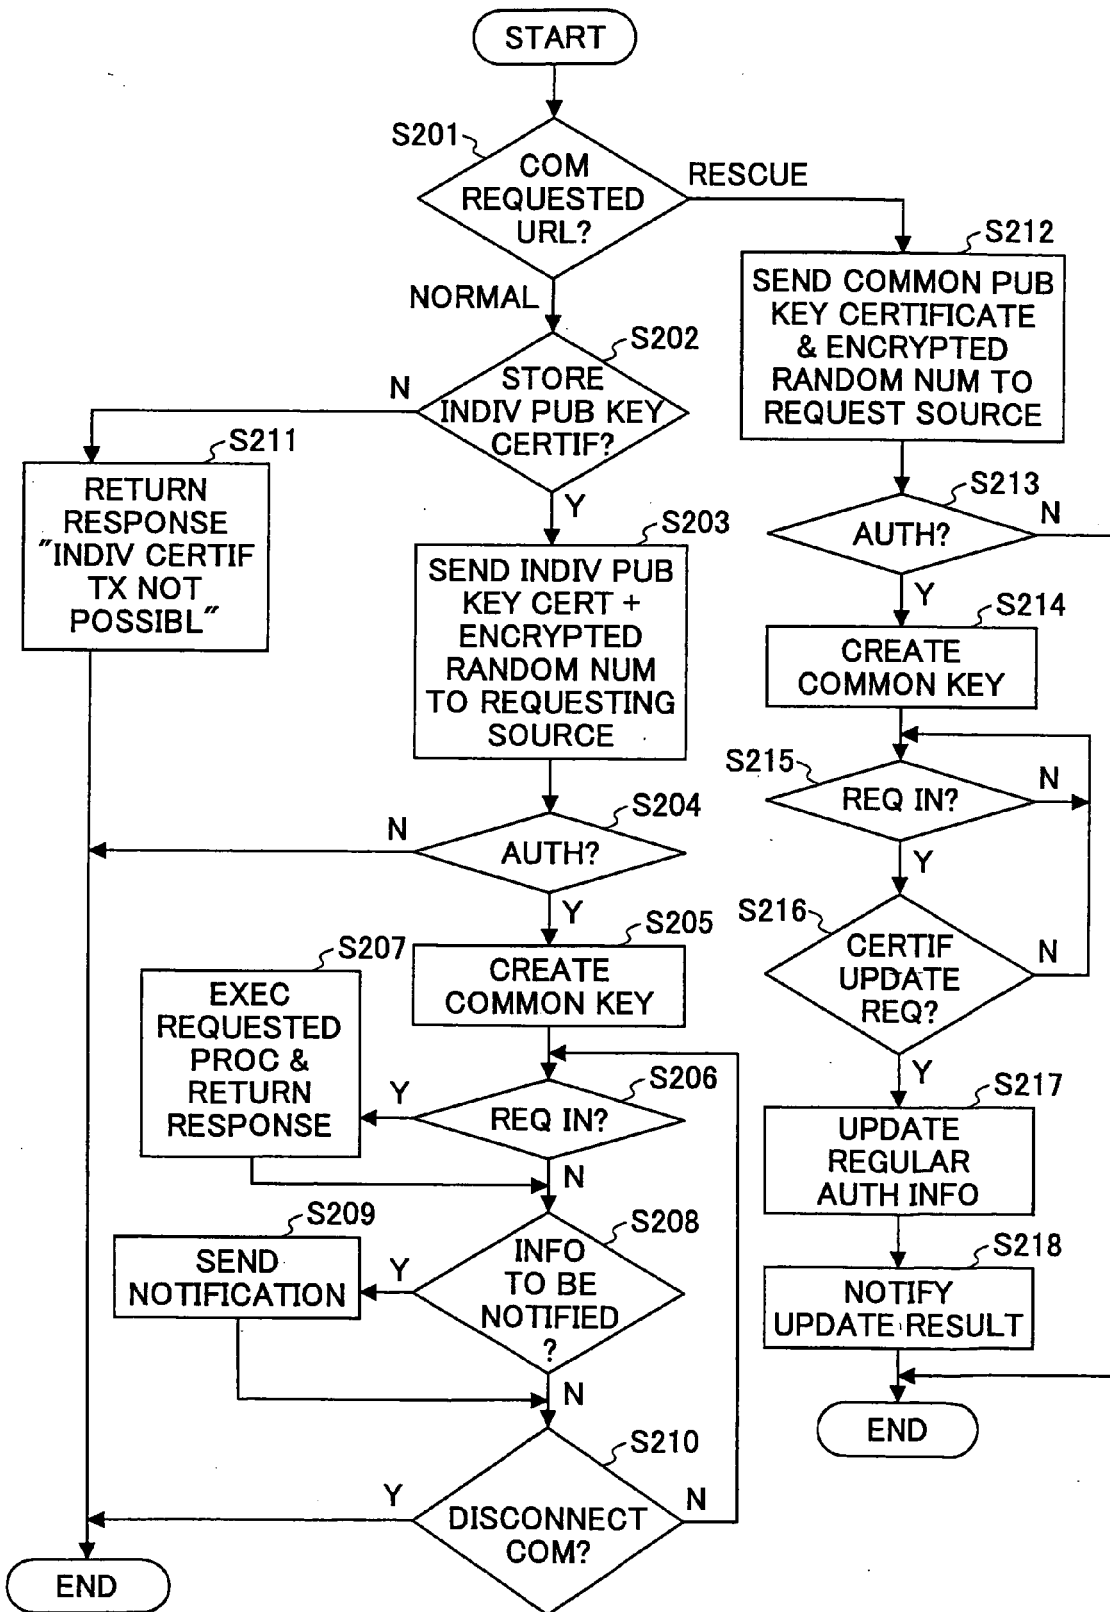 START
S201
COM
REQUESTED
URL?
RESCUE
NORMAL
S212
SEND COMMON PUB
KEY CERTIFICATE
& ENCRYPTED
RANDOM NUM TO
REQUEST SOURCE
S202
STORE
INDIV PUB KEY
CERTIF?
N
Y
S211
RETURN
RESPONSE
"INDIV CERTIF
TX NOT
POSSIBL"
S203
SEND INDIV PUB
KEY CERT +
ENCRYPTED
RANDOM NUM
TO REQUESTING
SOURCE
S213
AUTH?
N
Y
S214
CREATE
COMMON KEY
S204
AUTH?
N
Y
S215
REQ IN?
N
Y
S205
CREATE
COMMON KEY
S216
CERTIF
UPDATE
REQ?
N
Y
S207
EXEC
REQUESTED
PROC &
RETURN
RESPONSE
S206
REQ IN?
Y
N
S217
UPDATE
REGULAR
AUTH INFO
S209
SEND
NOTIFICATION
S208
INFO
TO BE
NOTIFIED
?
Y
N
S218
NOTIFY
UPDATE RESULT
END
S210
DISCONNECT
COM?
Y
N
END